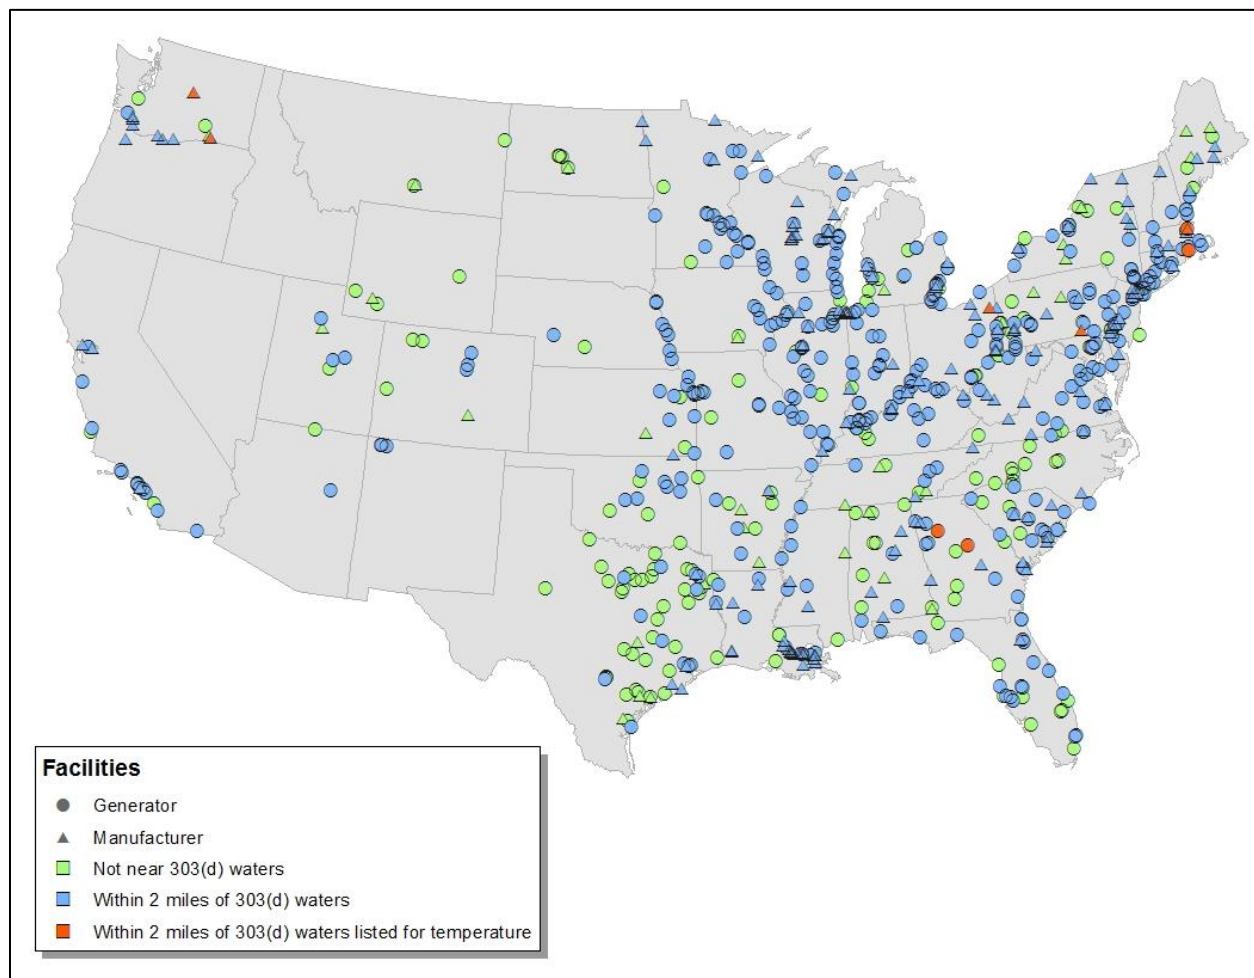 Facilities
Generator
Manufacturer
Not near 303(d) waters
Within 2 miles of 303(d) waters
Within 2 miles of 303(d) waters listed for temperature